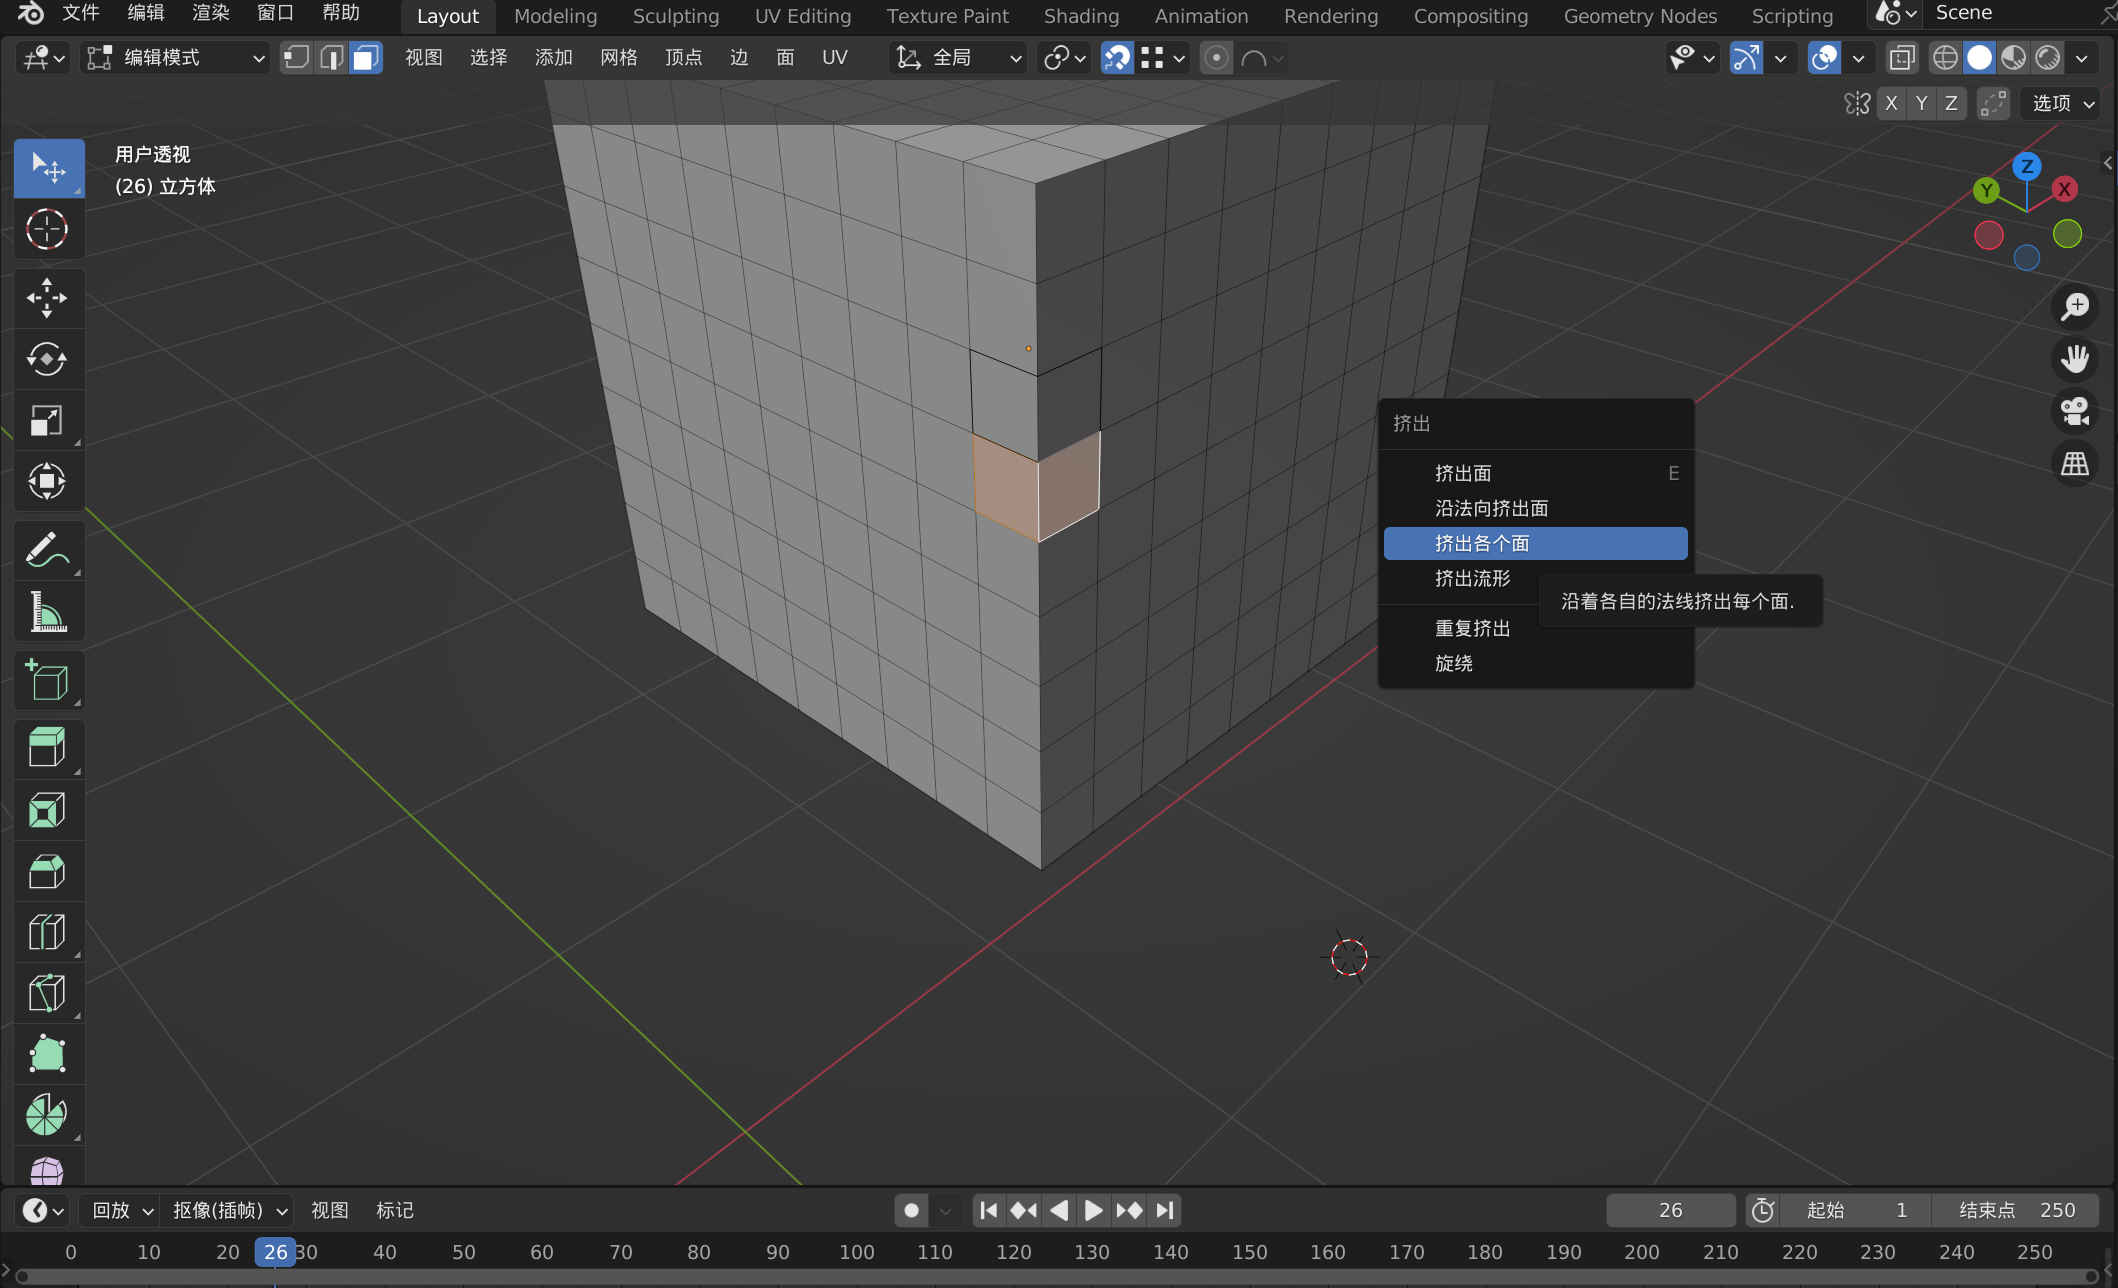 文件 编辑 渲染 窗口 帮助 Layout Modeling Sculpting UV Editing Texture Paint Shading Animation Rendering Compositing Geometry Nodes Scripting Scene
编辑模式 视图 选择 添加 网格 顶点 边 面 UV 全局
X Y Z 选项
用户透视
(26) 立方体
Z
Y X
挤出
挤出面 E
沿法向挤出面
挤出各个面
挤出流形
沿着各自的法线挤出每个面.
重复挤出
旋绕
回放 抠像(插帧) 视图 标记 26 起始 1 结束点 250
0 10 20 26 30 40 50 60 70 80 90 100 110 120 130 140 150 160 170 180 190 200 210 220 230 240 250